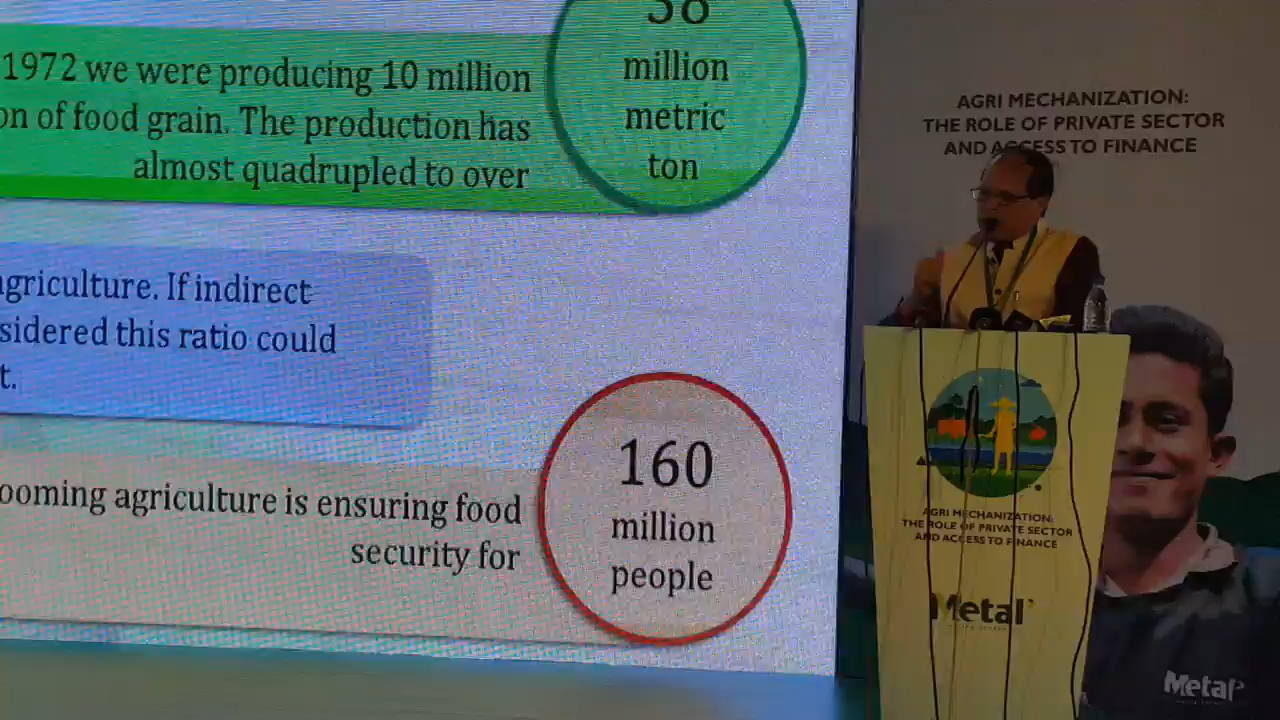 38
million
metric
ton
1972 we were producing 10 million
on of food grain. The production has
almost quadrupled to over
griculture. If indirect
sidered this ratio could
t.
ooming agriculture is ensuring food
security for
160
million
people
AGRI MECHANIZATION:
THE ROLE OF PRIVATE SECTOR
AND ACCESS TO FINANCE
AGRI MECHANIZATION:
THE ROLE OF PRIVATE SECTOR
AND ACCESS TO FINANCE
Metal
Metal